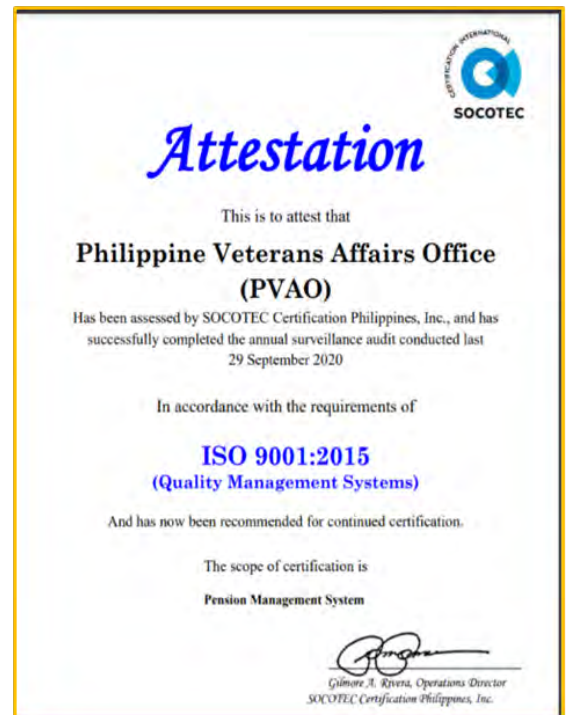 CERTIFICATION INTERNATIONAL
SOCOTEC
Attestation
This is to attest that
Philippine Veterans Affairs Office
(PVAO)
Has been assessed by SOCOTEC Certification Philippines, Inc., and has
successfully completed the annual surveillance audit conducted last
29 September 2020
In accordance with the requirements of
ISO 9001:2015
(Quality Management Systems)
And has now been recommended for continued certification.
The scope of certification is
Pension Management System
Gilmore A. Rivera, Operations Director
SOCOTEC Certification Philippines, Inc.